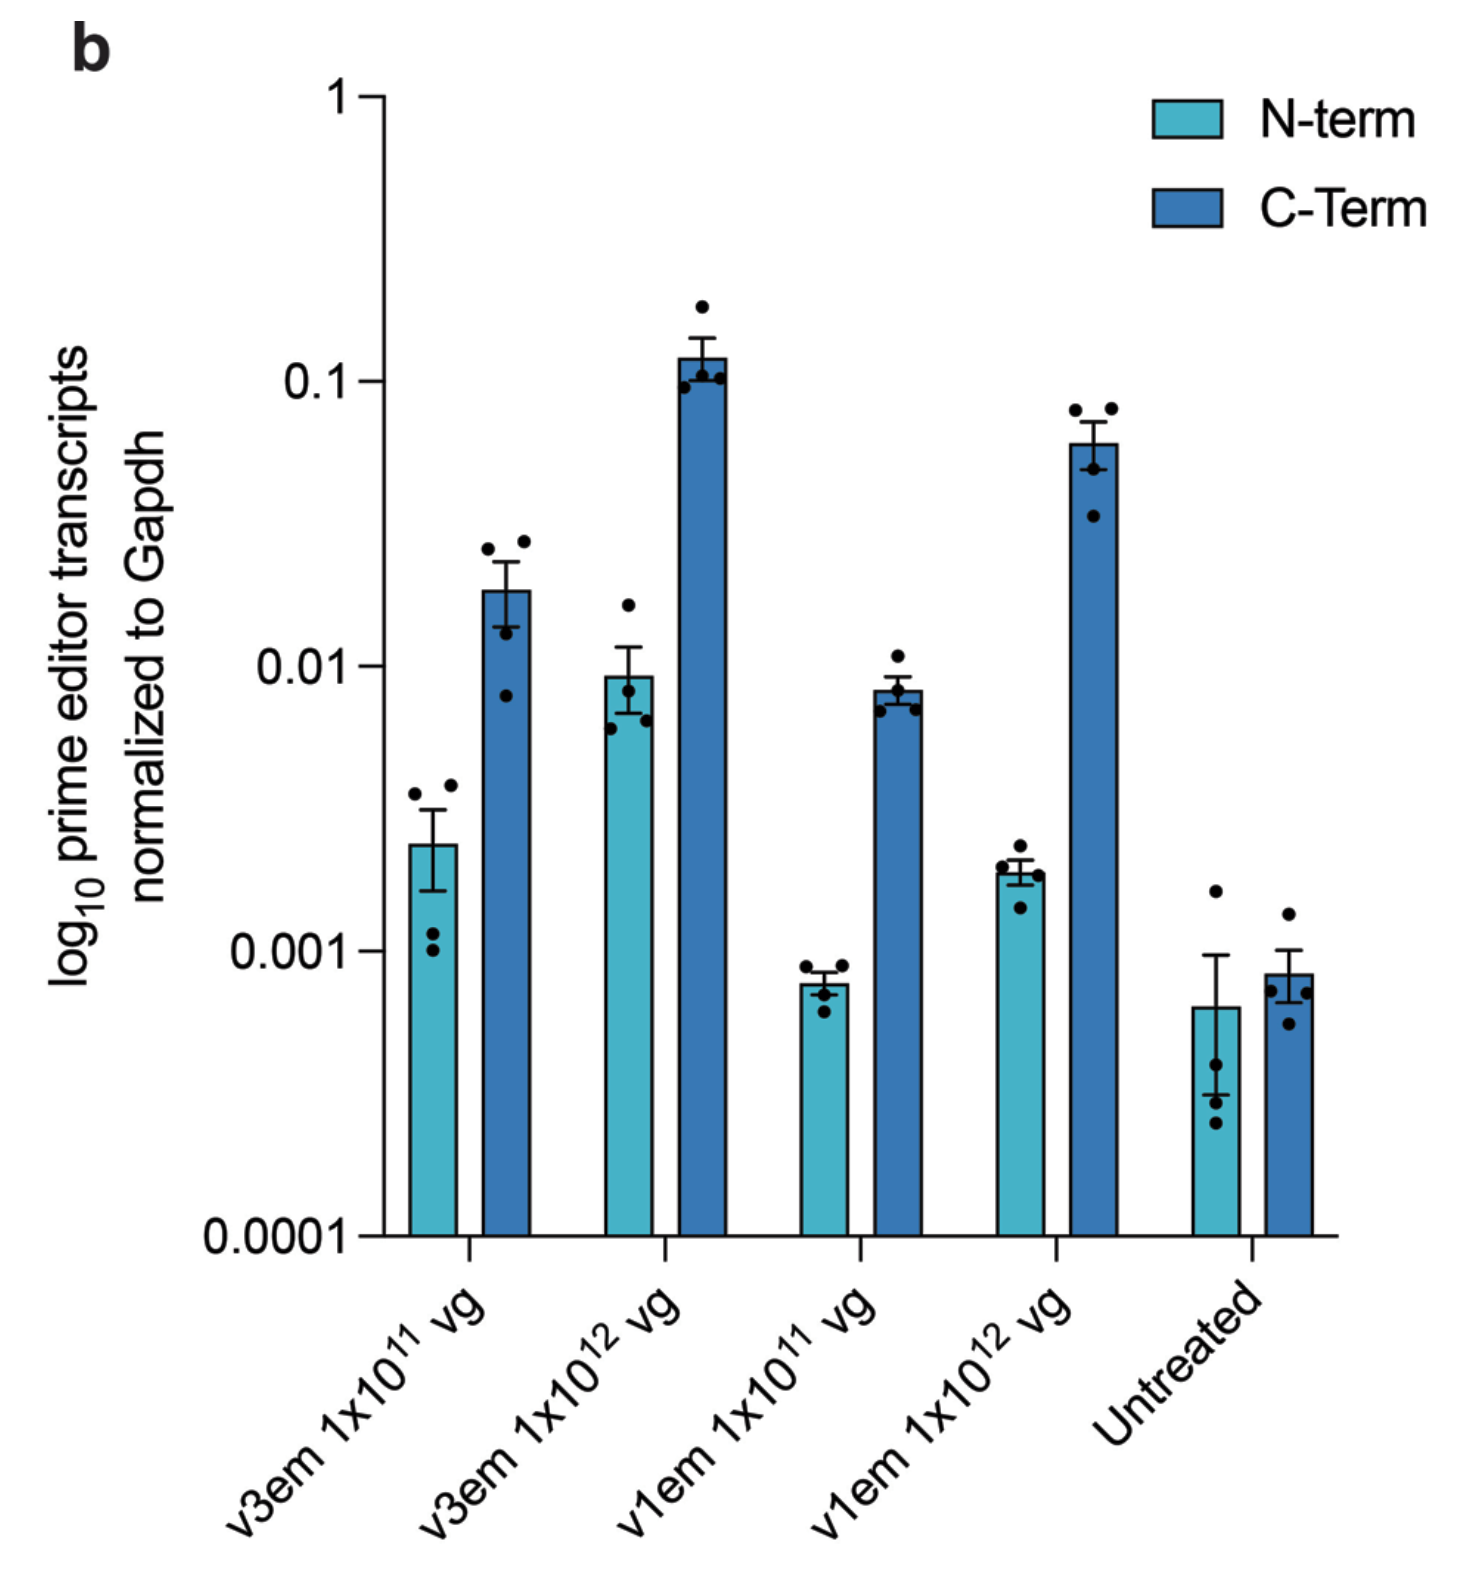 b
N-term
C-Term
log₁₀ prime editor transcripts
normalized to Gapdh
1
0.1
0.01
0.001
0.0001
v3em 1x10¹¹ vg
v3em 1x10¹² vg
v1em 1x10¹¹ vg
v1em 1x10¹² vg
Untreated